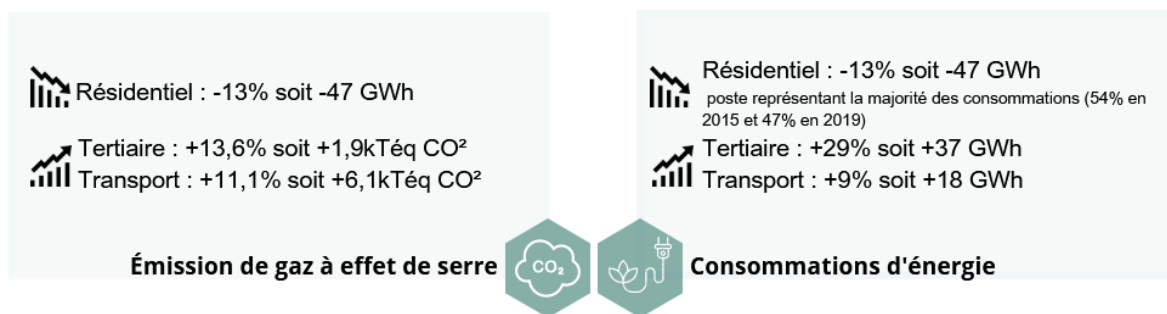 Résidentiel : -13% soit -47 GWh
Tertiaire : +13,6% soit +1,9kTéq CO²
Transport : +11,1% soit +6,1kTéq CO²
Émission de gaz à effet de serre
CO₂
Résidentiel : -13% soit -47 GWh
poste représentant la majorité des consommations (54% en
2015 et 47% en 2019)
Tertiaire : +29% soit +37 GWh
Transport : +9% soit +18 GWh
Consommations d'énergie